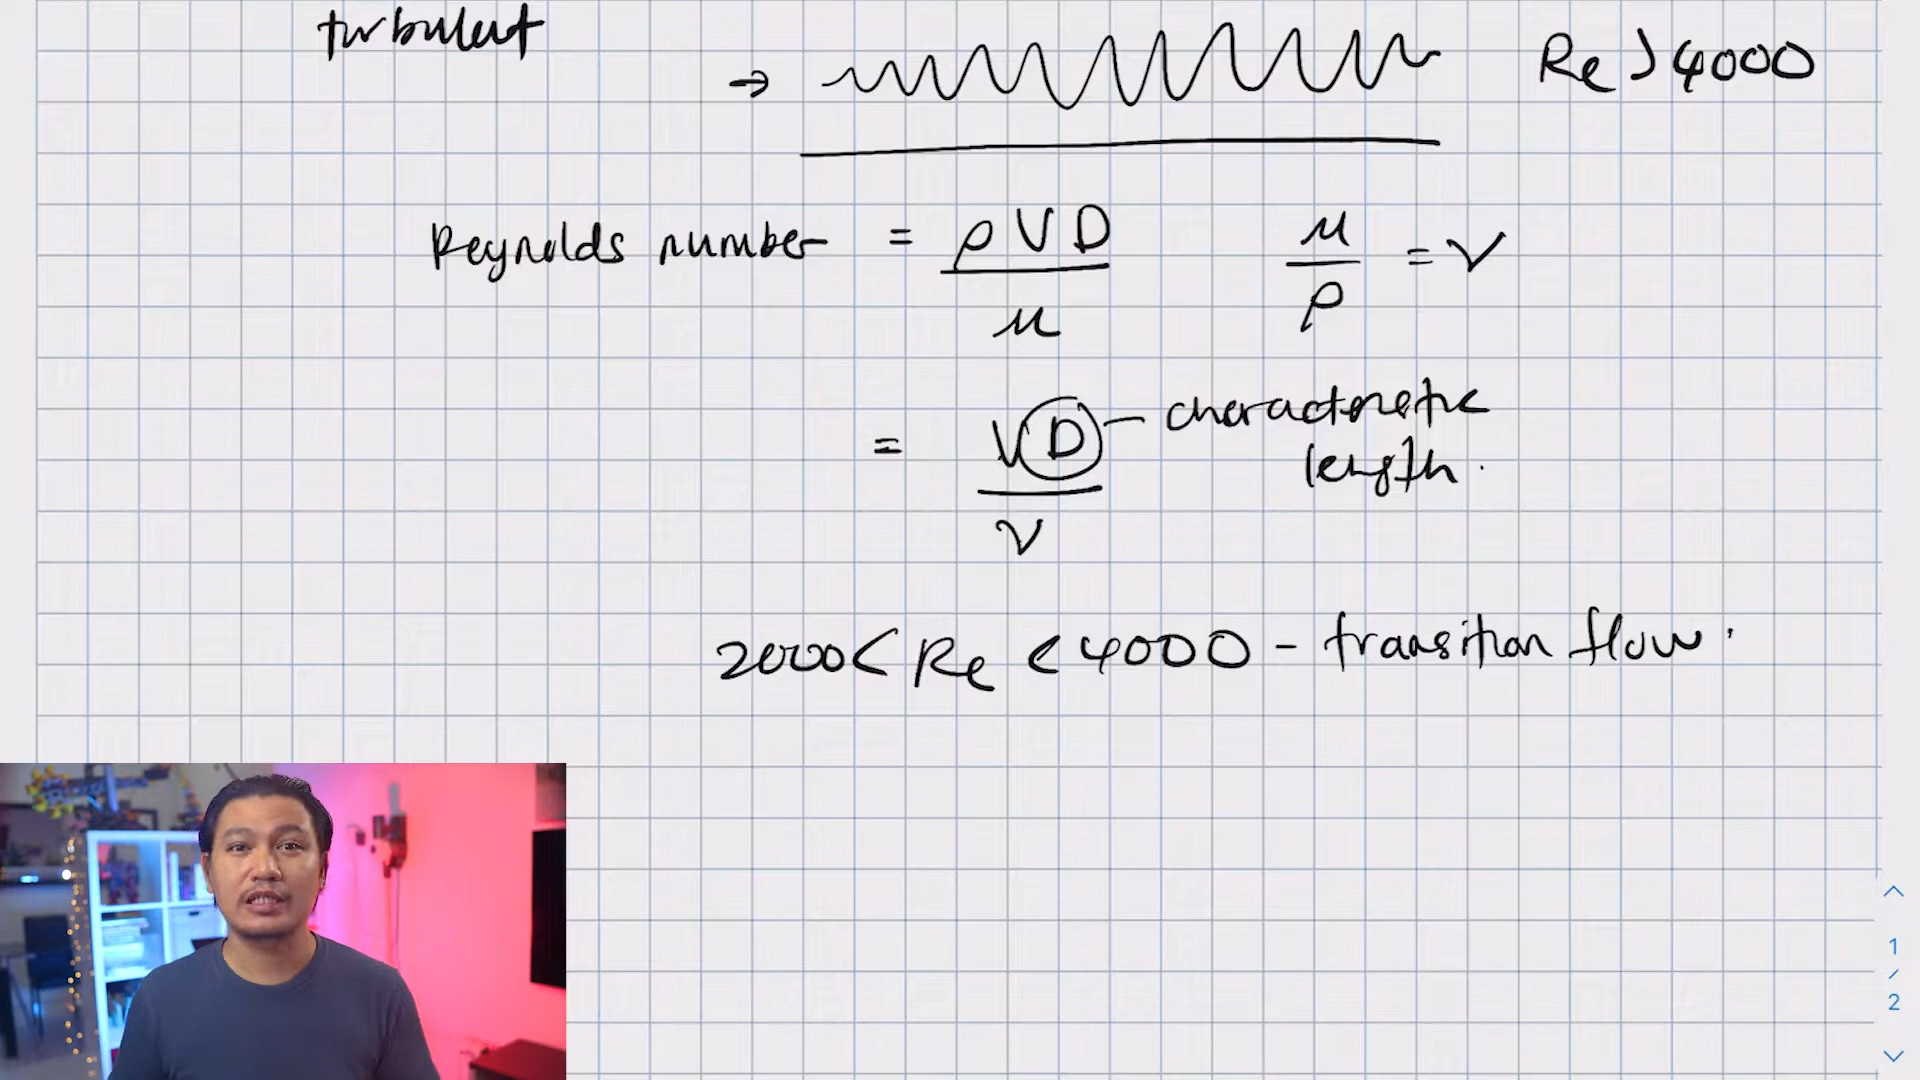 turbulent → Re > 4000
Reynolds number = ρVD/μ μ/ρ = ν
= VD/ν – characteristic
length.
2000 < Re < 4000 – transition flow.
1
/
2